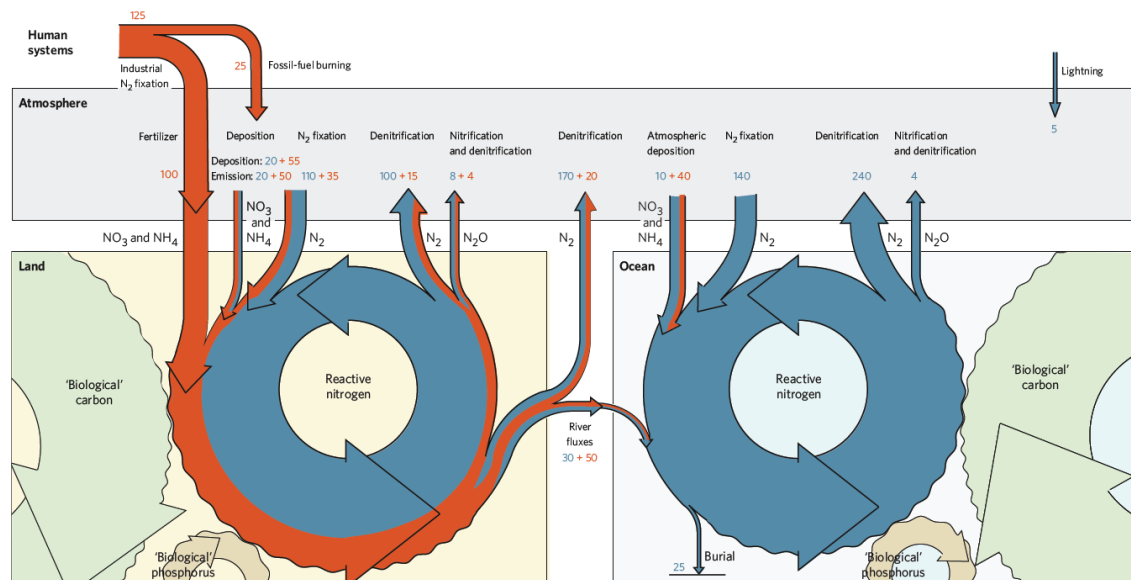 125
Human
systems
25
Fossil-fuel burning
Industrial
N₂ fixation
Lightning
Atmosphere
5
Fertilizer
Deposition
N₂ fixation
Denitrification
Nitrification
and denitrification
Denitrification
Atmospheric
deposition
N₂ fixation
Denitrification
Nitrification
and denitrification
Deposition: 20 + 55
Emission: 20 + 50
100
110 + 35
100 + 15
8 + 4
170 + 20
10 + 40
140
240
4
NO₃
and
NH₄
NO₃
and
NH₄
NO₃ and NH₄
N₂
N₂
N₂O
N₂
N₂
N₂
N₂O
Land
Ocean
'Biological'
carbon
Reactive
nitrogen
Reactive
nitrogen
'Biological'
carbon
River
fluxes
30 + 50
'Biological'
phosphorus
Burial
25
'Biological'
phosphorus